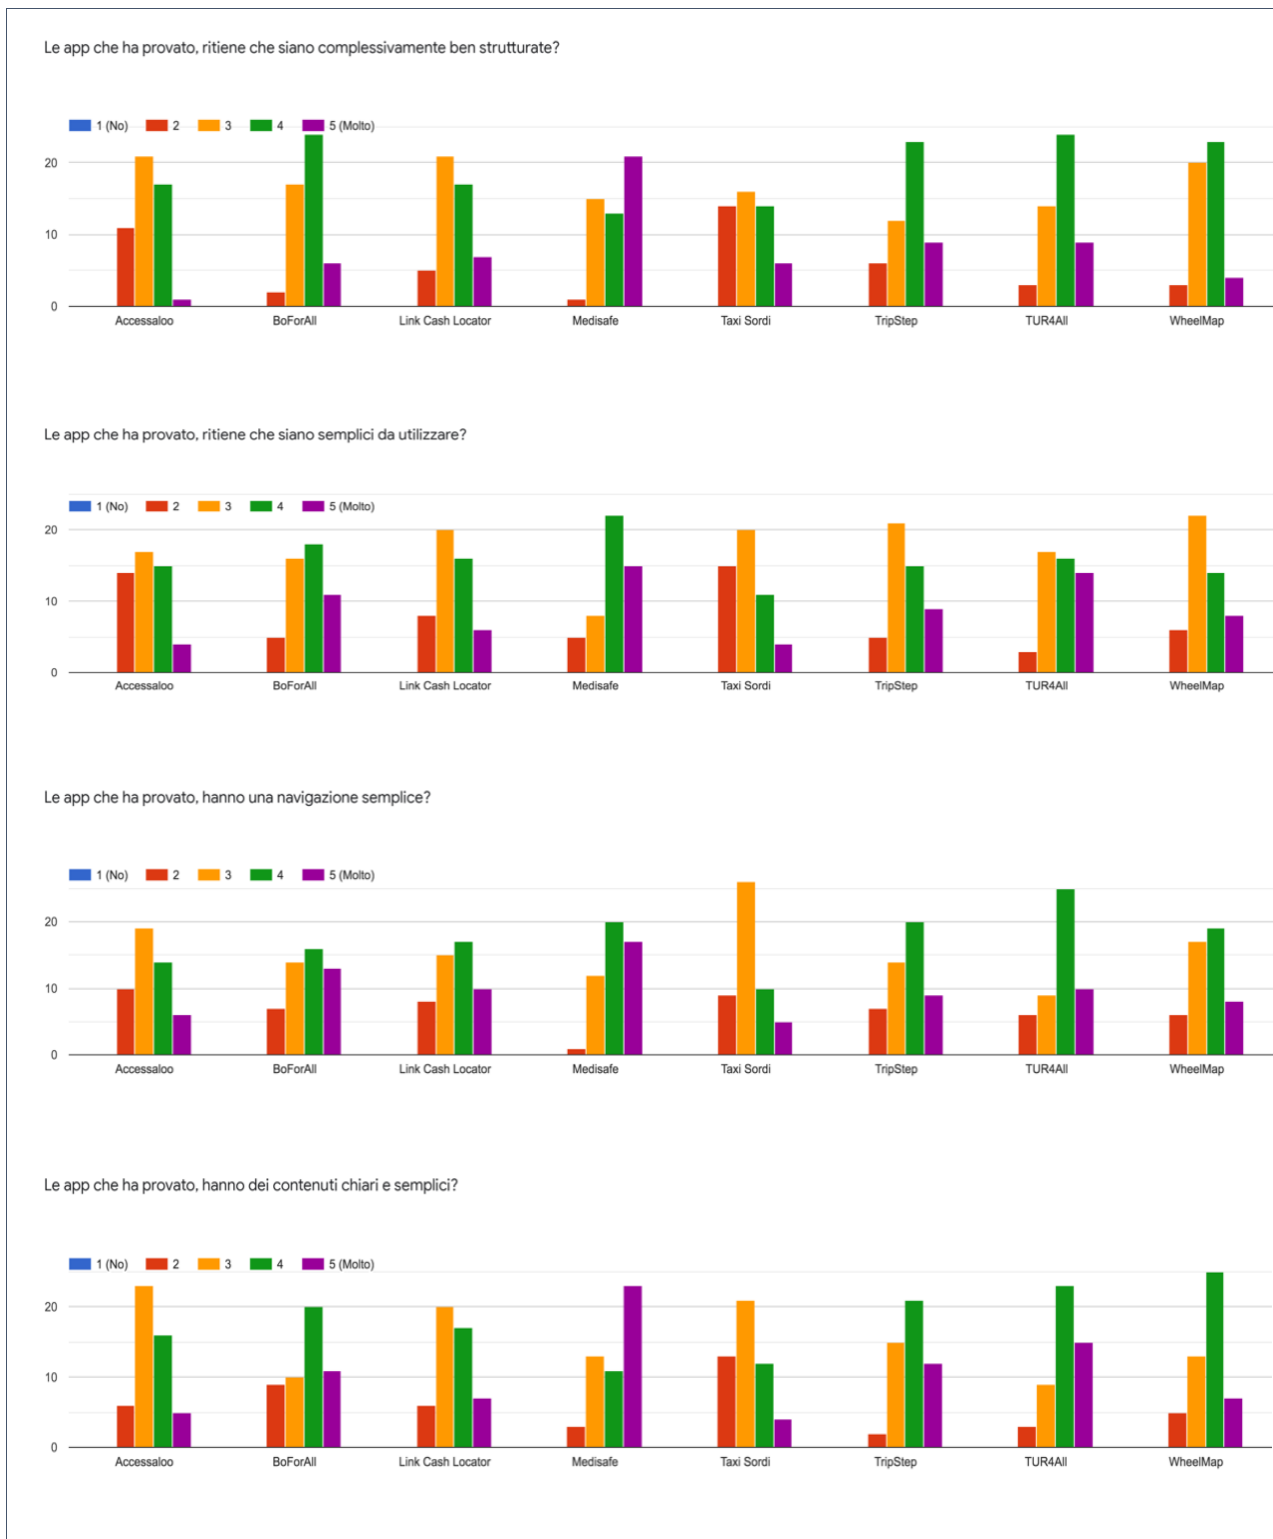 Le app che ha provato, ritiene che siano complessivamente ben strutturate?
1 (No) 2 3 4 5 (Molto)
20
10
0
Accessaloo BoForAll Link Cash Locator Medisafe Taxi Sordi TripStep TUR4All WheelMap
Le app che ha provato, ritiene che siano semplici da utilizzare?
1 (No) 2 3 4 5 (Molto)
20
10
0
Accessaloo BoForAll Link Cash Locator Medisafe Taxi Sordi TripStep TUR4All WheelMap
Le app che ha provato, hanno una navigazione semplice?
1 (No) 2 3 4 5 (Molto)
20
10
0
Accessaloo BoForAll Link Cash Locator Medisafe Taxi Sordi TripStep TUR4All WheelMap
Le app che ha provato, hanno dei contenuti chiari e semplici?
1 (No) 2 3 4 5 (Molto)
20
10
0
Accessaloo BoForAll Link Cash Locator Medisafe Taxi Sordi TripStep TUR4All WheelMap